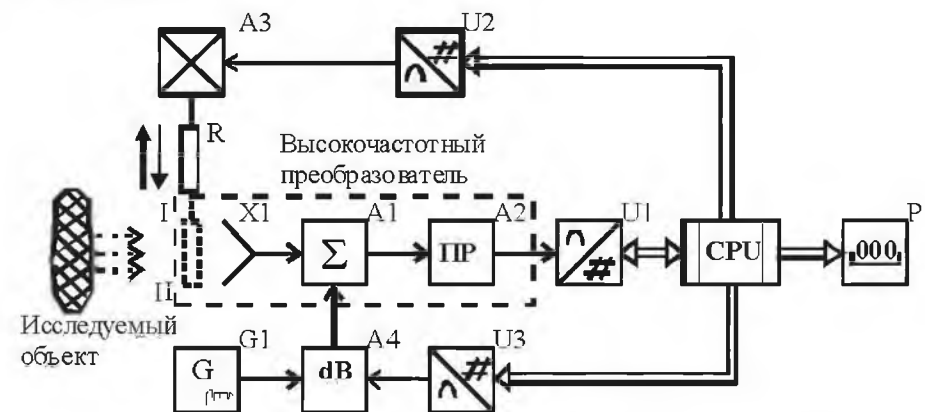 A3
U2
R
Высокочастотный
преобразователь
I
X1
A1
A2
U1
P
Σ
ПР
CPU
000
II
Исследуемый
объект
G1
A4
U3
G
dB